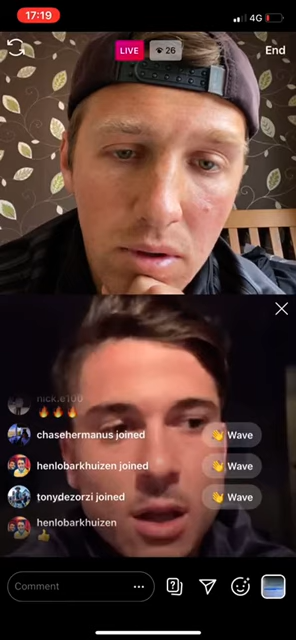 17:19
4G
LIVE
26
End
nick.e100
🔥🔥🔥
chasehermanus joined
👋 Wave
henlobarkhuizen joined
👋 Wave
tonydezorzi joined
👋 Wave
henlobarkhuizen
👍
Comment